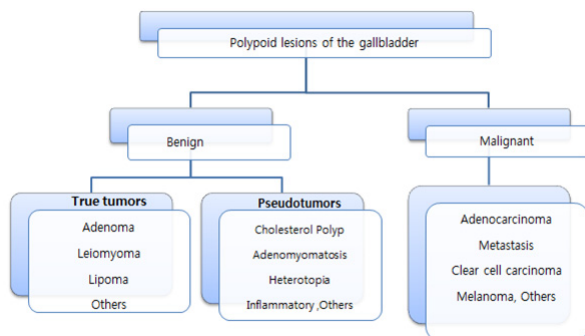 Polypoid lesions of the gallbladder
Benign
Malignant
True tumors
Adenoma
Leiomyoma
Lipoma
Others
Pseudotumors
Cholesterol Polyp
Adenomyomatosis
Heterotopia
Inflammatory ,Others
Adenocarcinoma
Metastasis
Clear cell carcinoma
Melanoma, Others